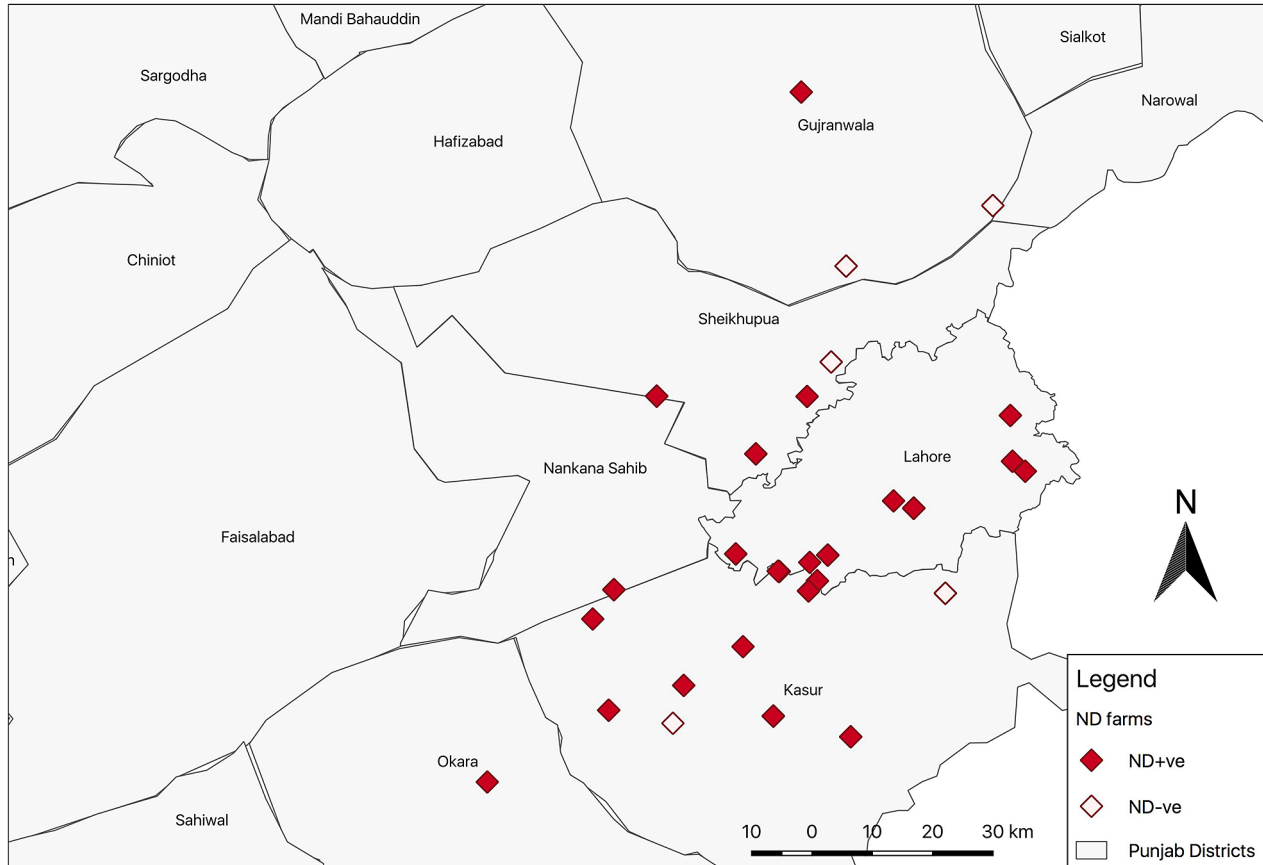 Mandi Bahauddin
Sialkot
Sargodha
Narowal
Gujranwala
Hafizabad
Chiniot
Sheikhupua
Lahore
Nankana Sahib
N
Faisalabad
Legend
Kasur
ND farms
Okara
ND+ve
ND-ve
Sahiwal
10 0 10 20 30 km
Punjab Districts